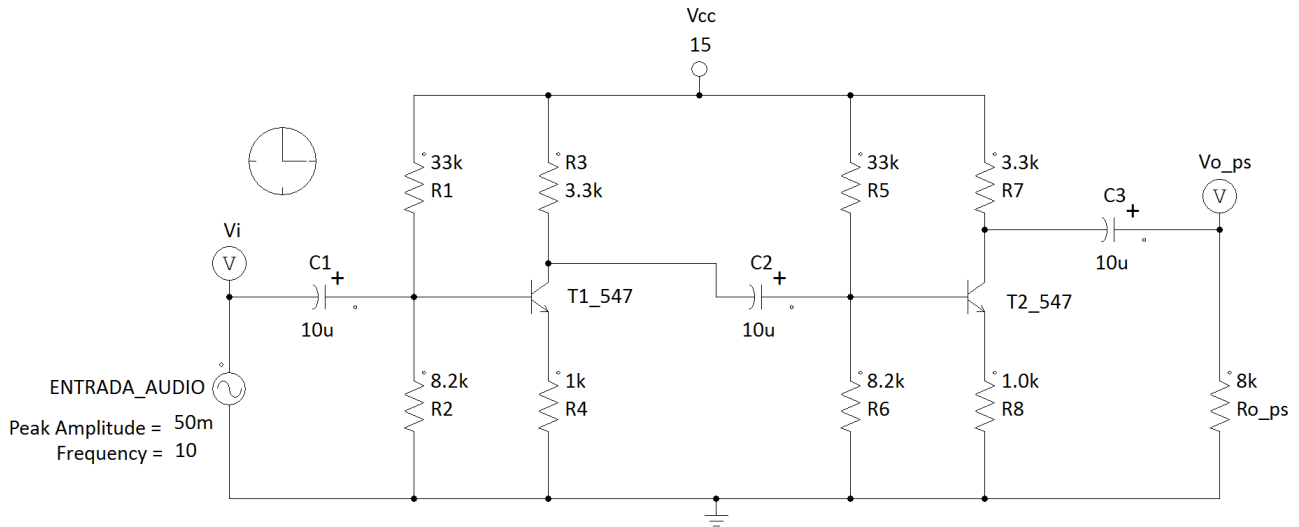 Vcc
15
33k
R1
R3
3.3k
33k
R5
3.3k
R7
Vo_ps
V
C3
+
10u
Vi
V
C1
+
10u
T1_547
C2
+
10u
T2_547
ENTRADA_AUDIO
Peak Amplitude = 50m
Frequency = 10
8.2k
R2
1k
R4
8.2k
R6
1.0k
R8
8k
Ro_ps